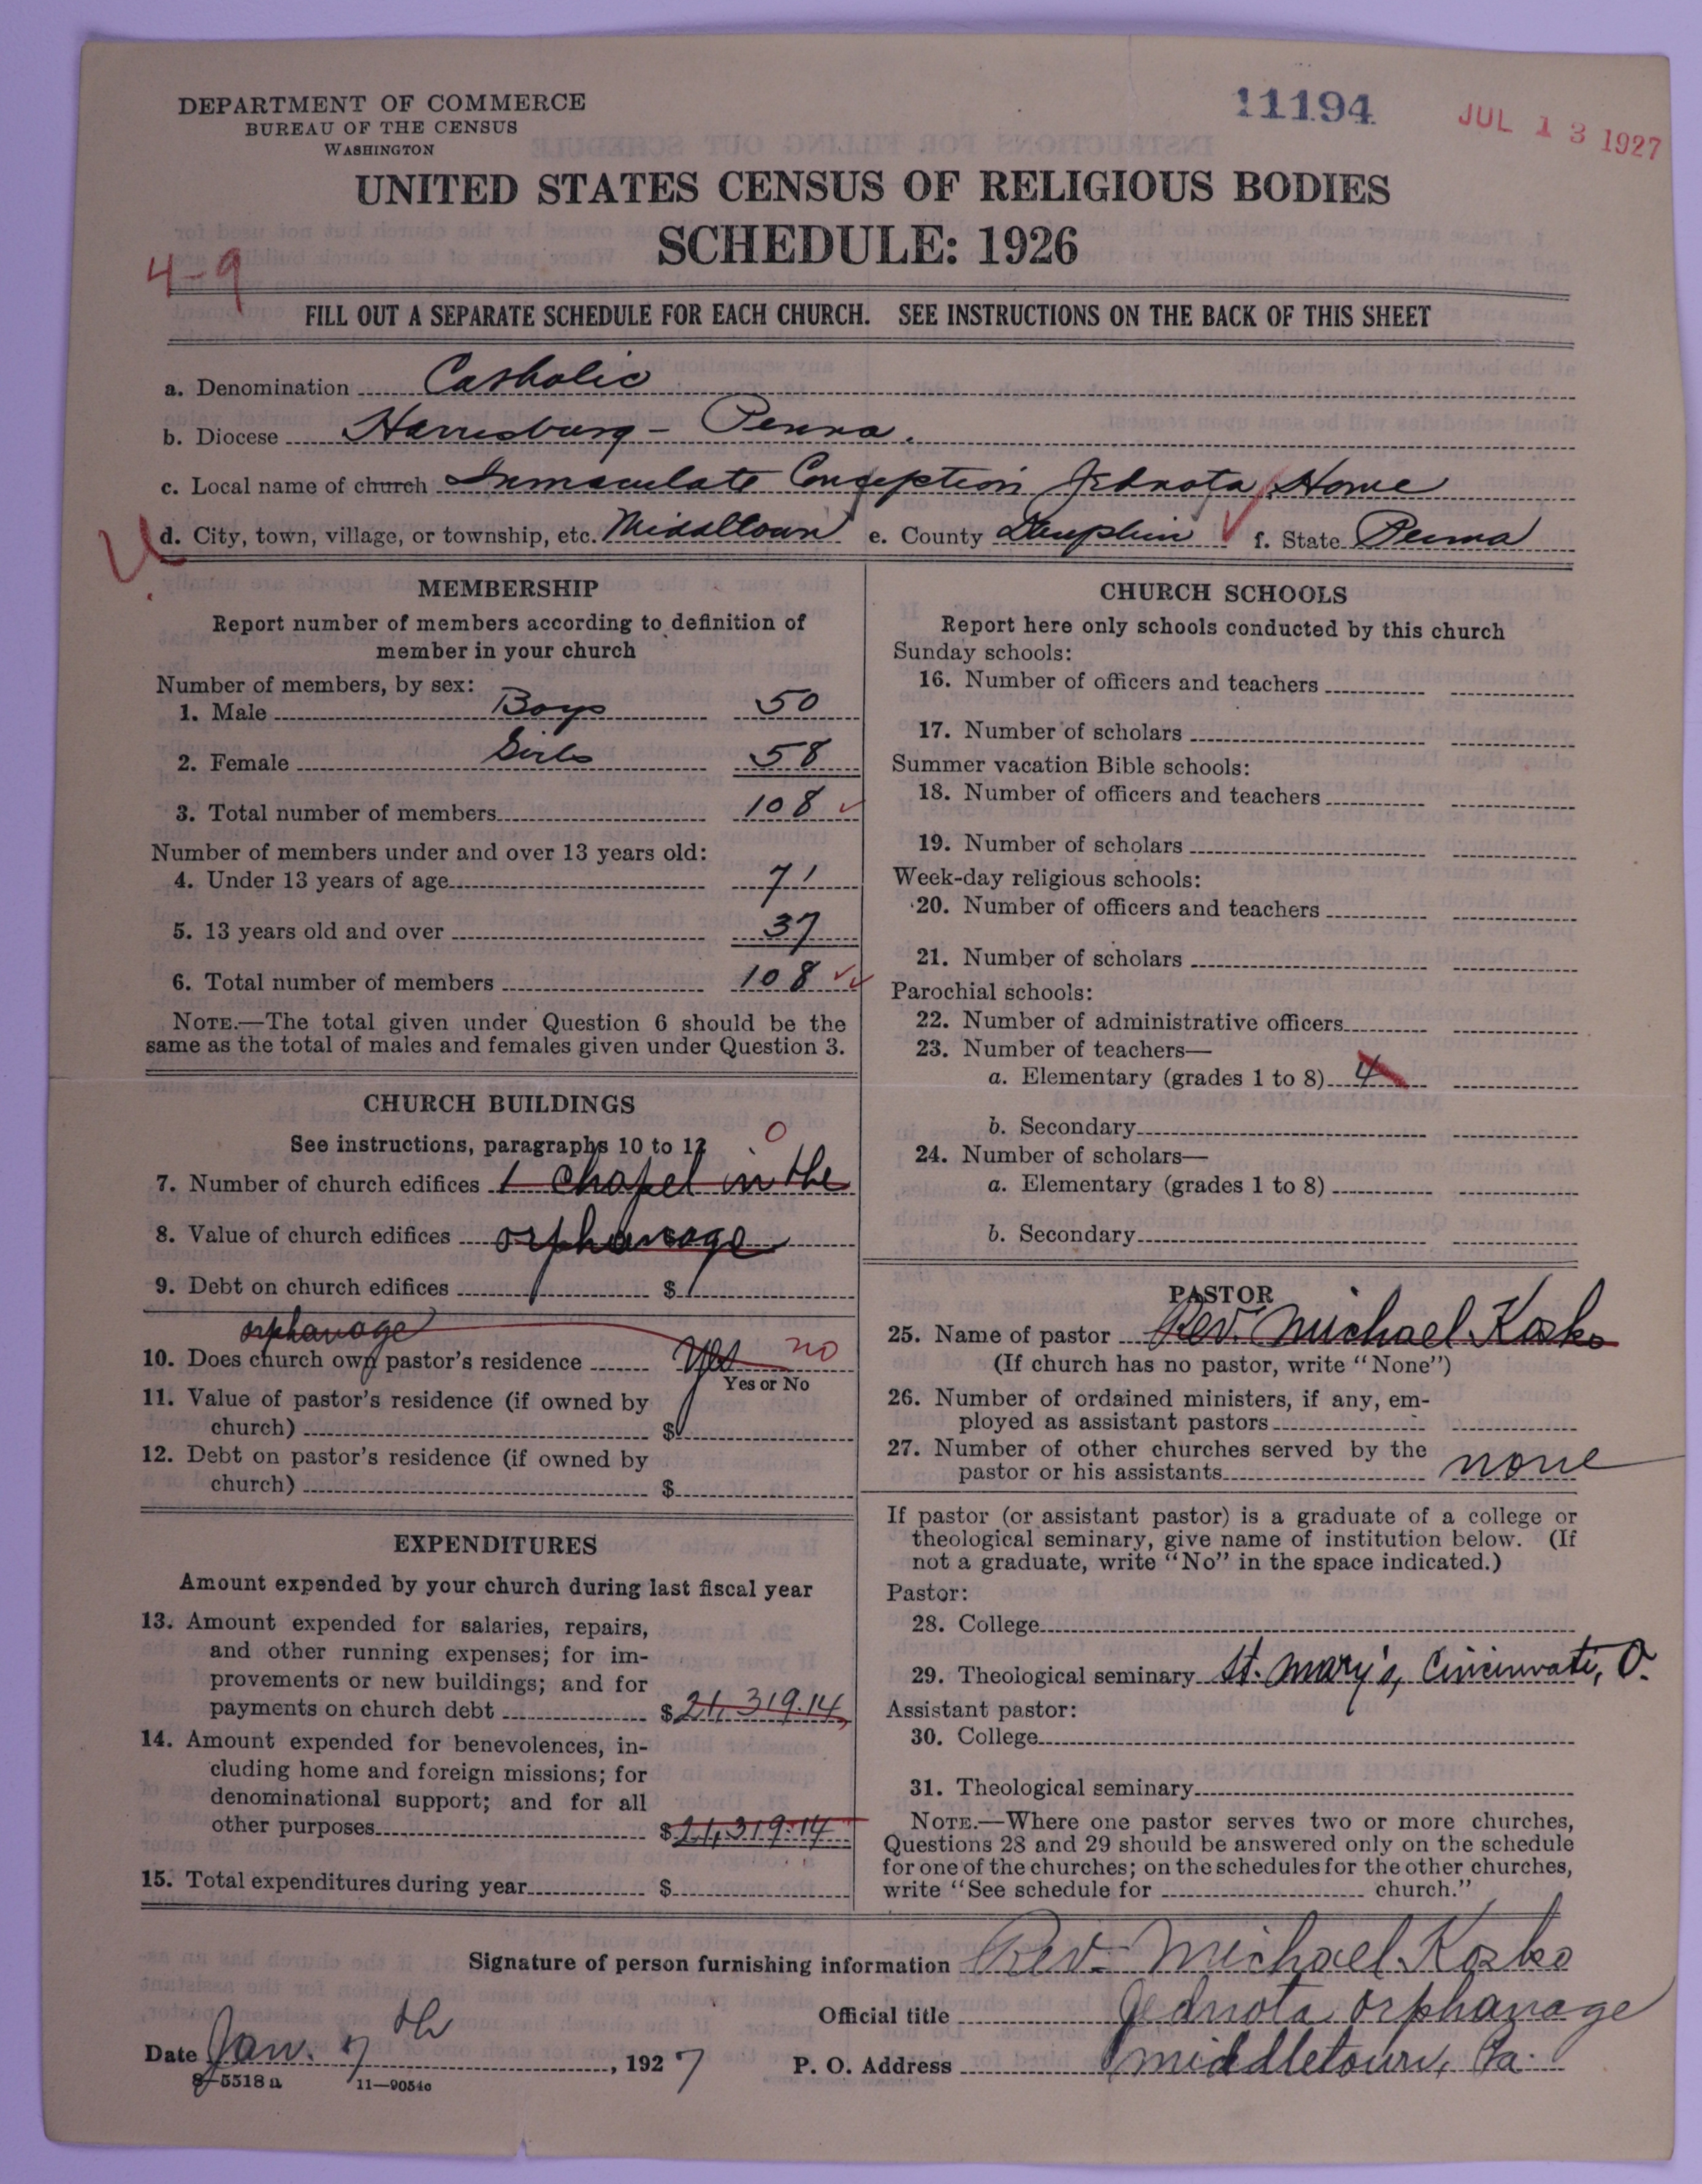 DEPARTMENT OF COMMERCE
BUREAU OF THE CENSUS
WASHINGTON
11194
JUL 13 1927
UNITED STATES CENSUS OF RELIGIOUS BODIES
SCHEDULE: 1926
4-9
FILL OUT A SEPARATE SCHEDULE FOR EACH CHURCH. SEE INSTRUCTIONS ON THE BACK OF THIS SHEET
a. Denomination Catholic
b. Diocese Harrisburg - Penna.
c. Local name of church Immaculate Conception Jednota Home
d. City, town, village, or township, etc. Middltown e. County Dauphin f. State Penna
MEMBERSHIP
Report number of members according to definition of
member in your church
Number of members, by sex:
1. Male Boys 50
2. Female Girls 58
3. Total number of members 108
Number of members under and over 13 years old:
4. Under 13 years of age 71
5. 13 years old and over 37
6. Total number of members 108
NOTE.—The total given under Question 6 should be the
same as the total of males and females given under Question 3.
CHURCH BUILDINGS
See instructions, paragraphs 10 to 12
0
7. Number of church edifices 1 chapel in the
8. Value of church edifices orphanage
9. Debt on church edifices $
orphanage
10. Does church own pastor's residence Yes no
Yes or No
11. Value of pastor's residence (if owned by
church) $
12. Debt on pastor's residence (if owned by
church) $
EXPENDITURES
Amount expended by your church during last fiscal year
13. Amount expended for salaries, repairs,
and other running expenses; for im-
provements or new buildings; and for
payments on church debt $21,319.14
14. Amount expended for benevolences, in-
cluding home and foreign missions; for
denominational support; and for all
other purposes $21,319.14
15. Total expenditures during year $
CHURCH SCHOOLS
Report here only schools conducted by this church
Sunday schools:
16. Number of officers and teachers
17. Number of scholars
Summer vacation Bible schools:
18. Number of officers and teachers
19. Number of scholars
Week-day religious schools:
20. Number of officers and teachers
21. Number of scholars
Parochial schools:
22. Number of administrative officers
23. Number of teachers—
a. Elementary (grades 1 to 8) 4
b. Secondary
24. Number of scholars—
a. Elementary (grades 1 to 8)
b. Secondary
PASTOR
25. Name of pastor Rev. Michael Kosko
(If church has no pastor, write "None")
26. Number of ordained ministers, if any, em-
ployed as assistant pastors
27. Number of other churches served by the
pastor or his assistants none
If pastor (or assistant pastor) is a graduate of a college or
theological seminary, give name of institution below. (If
not a graduate, write "No" in the space indicated.)
Pastor:
28. College
29. Theological seminary St. Mary's, Cincinnati, O.
Assistant pastor:
30. College
31. Theological seminary
NOTE.—Where one pastor serves two or more churches,
Questions 28 and 29 should be answered only on the schedule
for one of the churches; on the schedules for the other churches,
write "See schedule for church."
Signature of person furnishing information Rev. Michael Kosko
Official title Jednota orphanage
Date Jan. 7th, 1927
P. O. Address Middletown, Pa.
8-5518 a 11-9054c